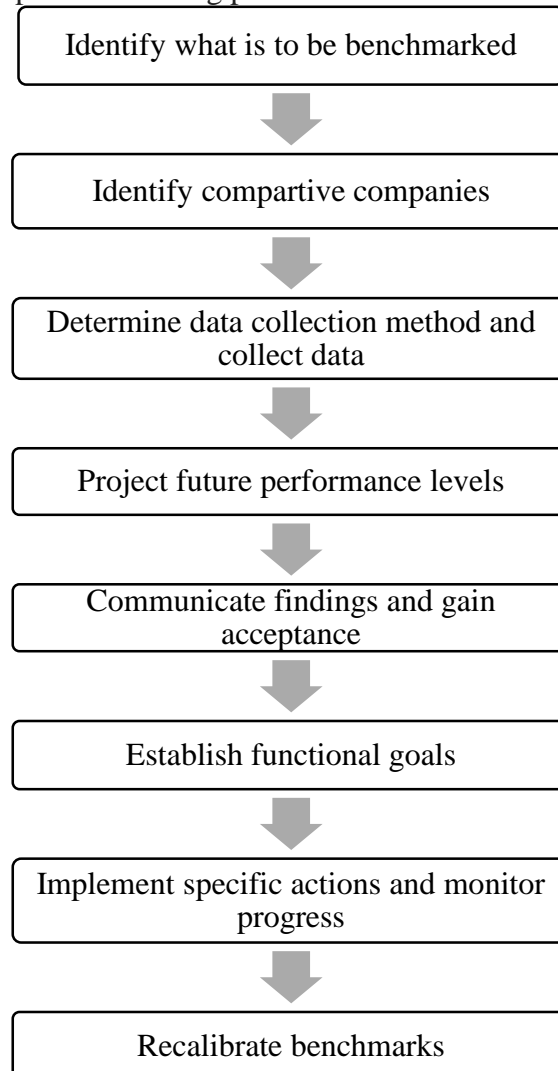 Identify what is to be benchmarked
Identify compartive companies
Determine data collection method and
collect data
Project future performance levels
Communicate findings and gain
acceptance
Establish functional goals
Implement specific actions and monitor
progress
Recalibrate benchmarks